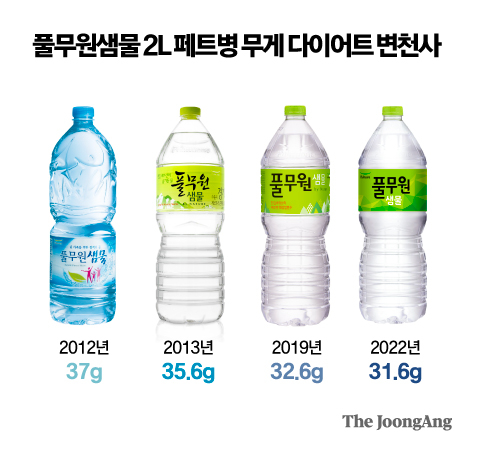 풀무원샘물 2L 페트병 무게 다이어트 변천사
풀무원샘물
풀무원
샘물
풀무원 샘물
풀무원
샘물
2012년
2013년
2019년
2022년
37g
35.6g
32.6g
31.6g
The JoongAng